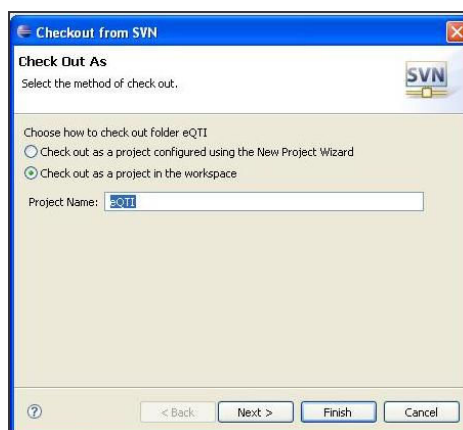 Checkout from SVN
Check Out As
Select the method of check out.
SVN
Choose how to check out folder eQTI
Check out as a project configured using the New Project Wizard
Check out as a project in the workspace
Project Name: eQTI
? < Back Next > Finish Cancel